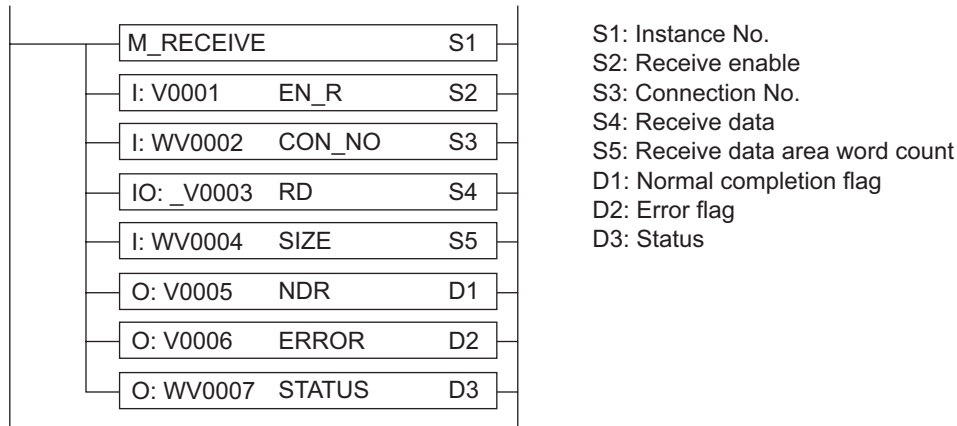 M_RECEIVE S1
I: V0001 EN_R S2
I: WV0002 CON_NO S3
IO: _V0003 RD S4
I: WV0004 SIZE S5
O: V0005 NDR D1
O: V0006 ERROR D2
O: WV0007 STATUS D3
S1: Instance No.
S2: Receive enable
S3: Connection No.
S4: Receive data
S5: Receive data area word count
D1: Normal completion flag
D2: Error flag
D3: Status